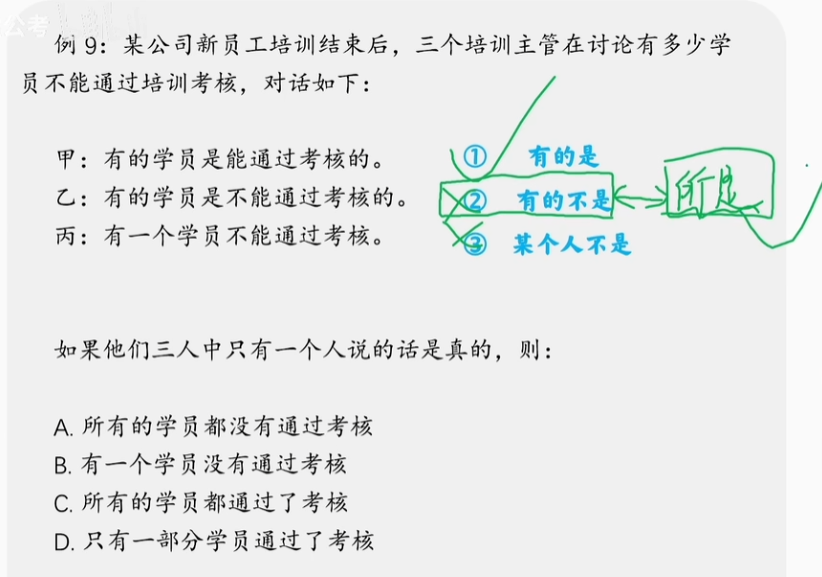 公考
例 9：某公司新员工培训结束后，三个培训主管在讨论有多少学
员不能通过培训考核，对话如下：
甲：有的学员是能通过考核的。 ① 有的是
乙：有的学员是不能通过考核的。 ② 有的不是 所是
丙：有一个学员不能通过考核。 ③ 某个人不是
如果他们三人中只有一个人说的话是真的，则：
A. 所有的学员都没有通过考核
B. 有一个学员没有通过考核
C. 所有的学员都通过了考核
D. 只有一部分学员通过了考核